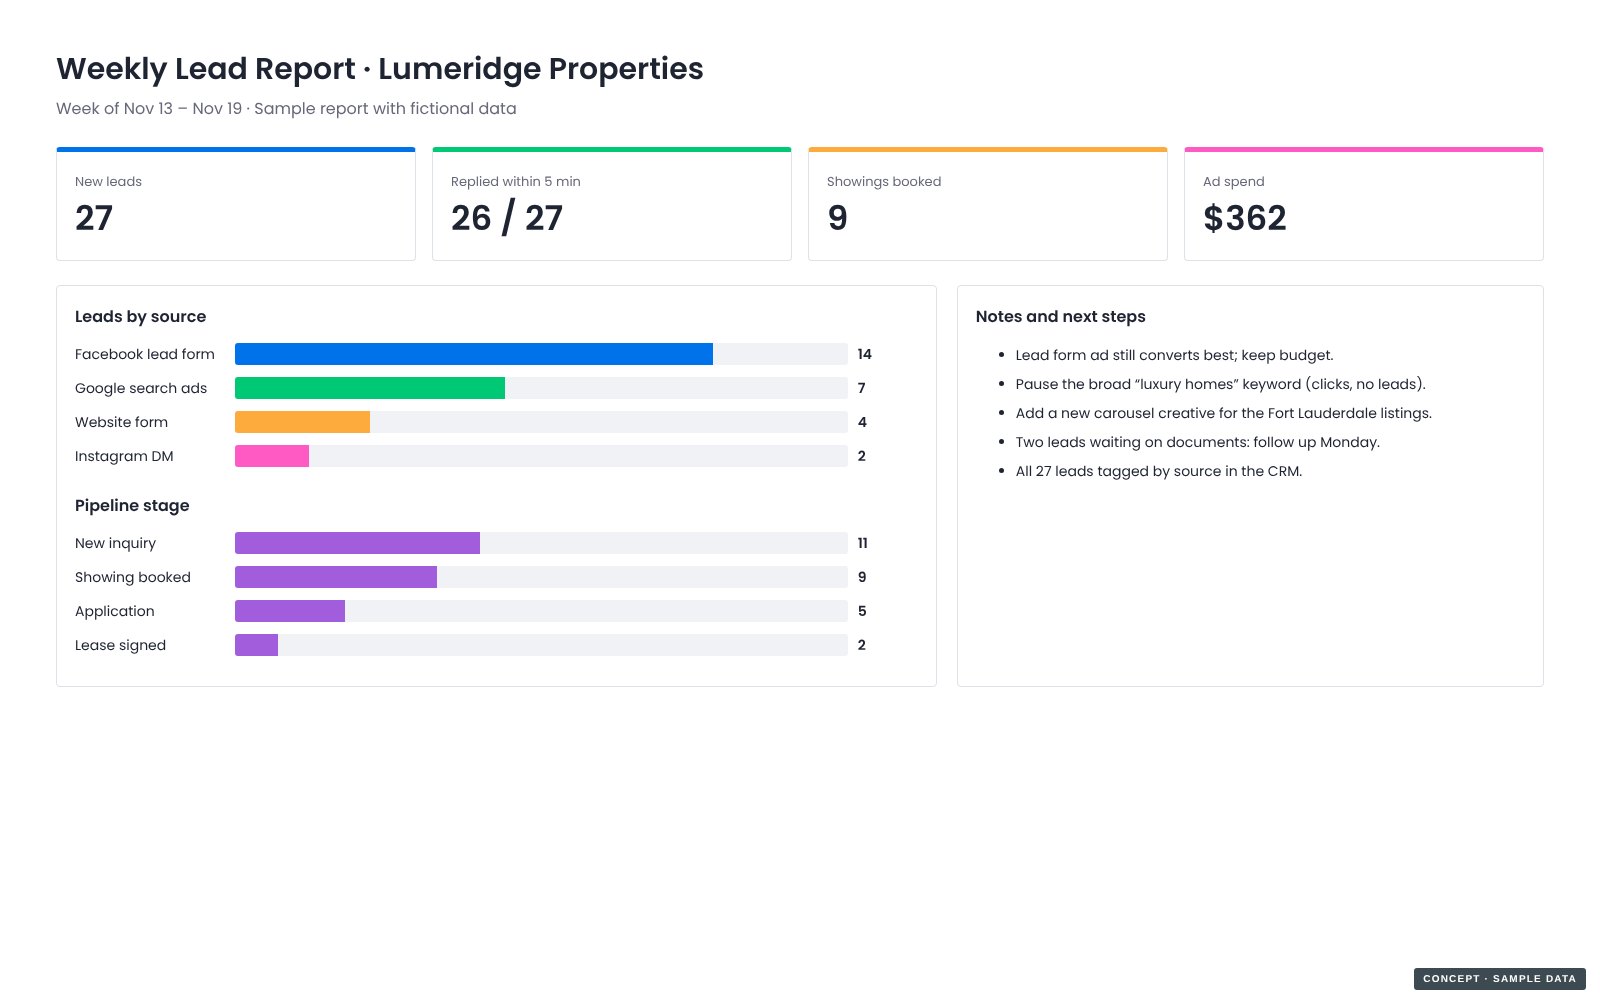 Weekly Lead Report · Lumeridge Properties
Week of Nov 13 – Nov 19 · Sample report with fictional data
New leads
27
Replied within 5 min
26 / 27
Showings booked
9
Ad spend
$362
Leads by source
Facebook lead form 14
Google search ads 7
Website form 4
Instagram DM 2
Pipeline stage
New inquiry 11
Showing booked 9
Application 5
Lease signed 2
Notes and next steps
• Lead form ad still converts best; keep budget.
• Pause the broad “luxury homes” keyword (clicks, no leads).
• Add a new carousel creative for the Fort Lauderdale listings.
• Two leads waiting on documents: follow up Monday.
• All 27 leads tagged by source in the CRM.
CONCEPT · SAMPLE DATA